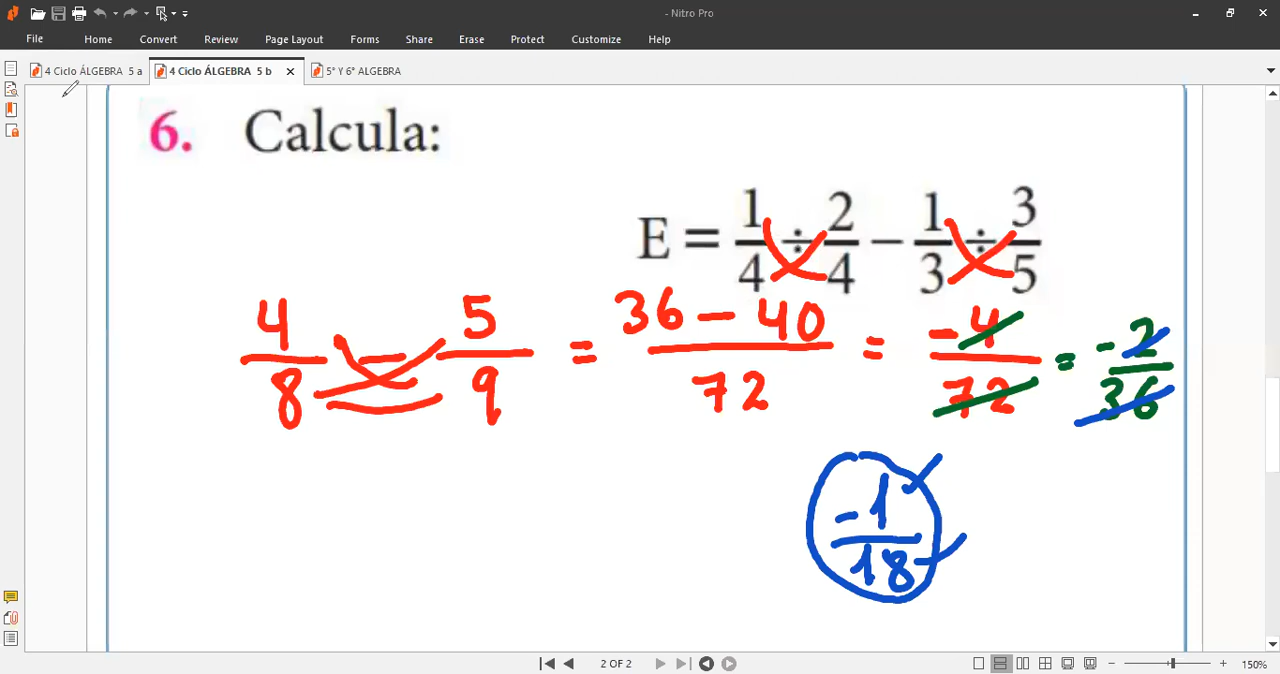 - Nitro Pro
File Home Convert Review Page Layout Forms Share Erase Protect Customize Help
4 Ciclo ÁLGEBRA 5 a 4 Ciclo ÁLGEBRA 5 b 5° Y 6° ALGEBRA
6. Calcula:
E = 1/4 ÷ 2/4 − 1/3 ÷ 3/5
4/8 − 5/9 = 36 − 40/72 = −4/72 = −2/36
−1/18
2 OF 2 150%